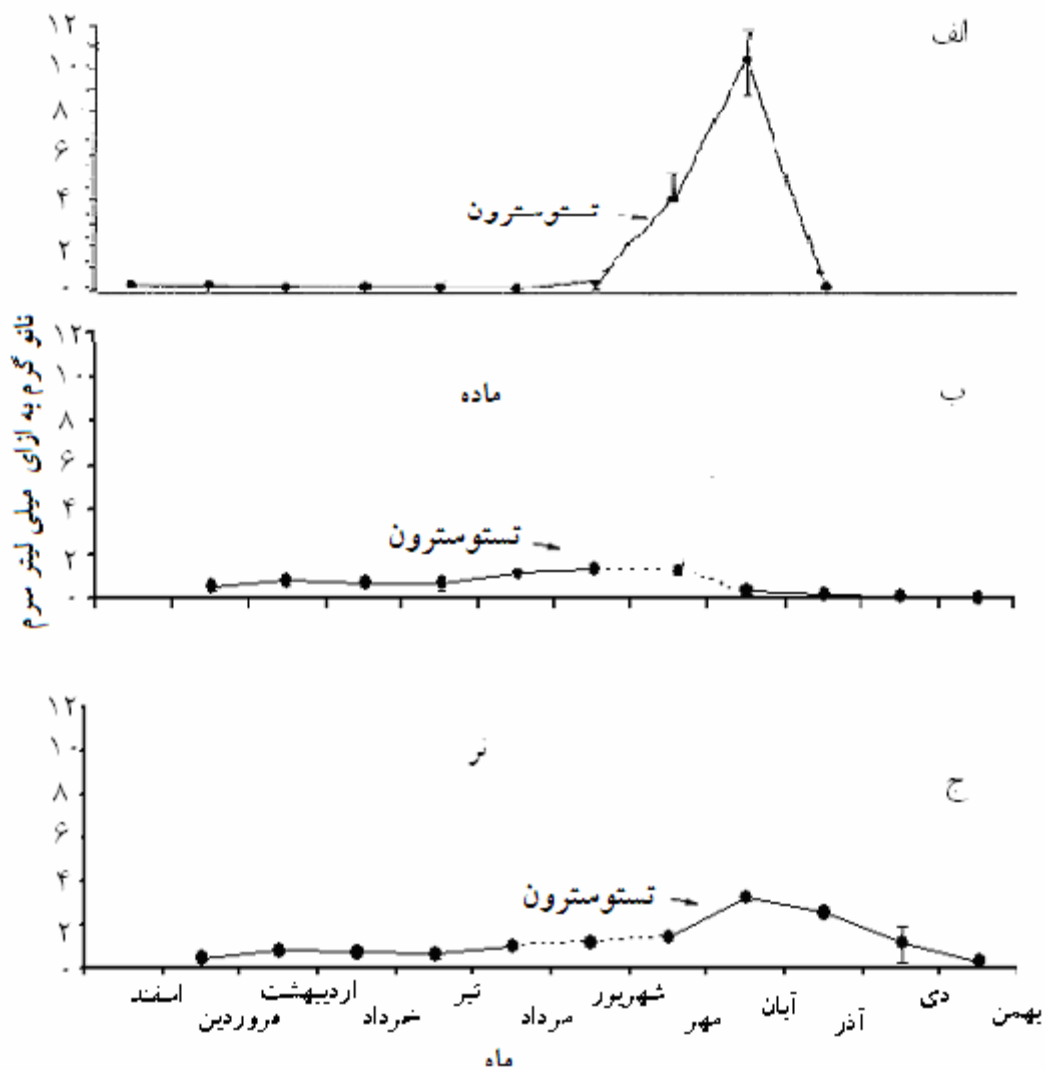 الف
۱۲
۱۰
۸
۶
۴
۲
۰
تستوسترون
نانو گرم به ازای میلی لیتر سرم
ب
ماده
۱۲
۱۰
۸
۶
۴
۲
۰
تستوسترون
ج
نر
۱۲
۱۰
۸
۶
۴
۲
۰
تستوسترون
اسفند فروردین اردیبهشت خرداد تیر مرداد شهریور مهر آبان آذر دی بهمن
ماه